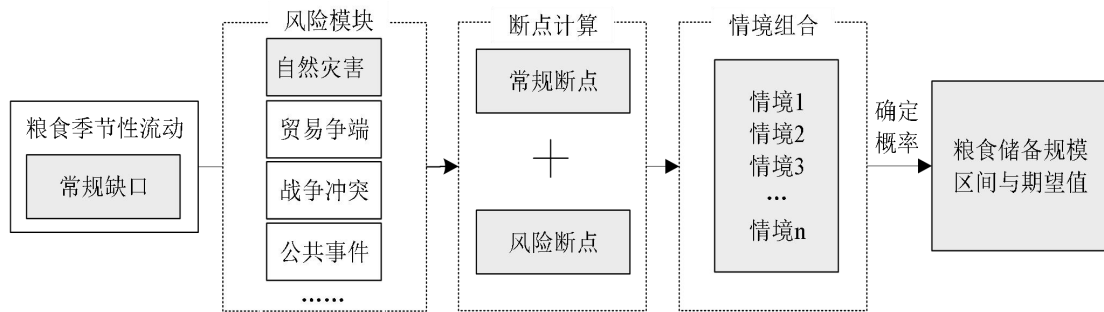 粮食季节性流动
常规缺口
风险模块
自然灾害
贸易争端
战争冲突
公共事件
……
断点计算
常规断点
+
风险断点
情境组合
情境1
情境2
情境3
...
情境n
确定
概率
粮食储备规模
区间与期望值